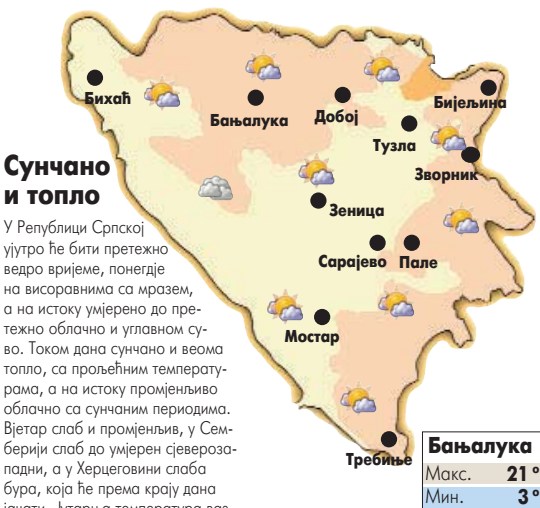 Бихаћ
Бањалука
Добој
Бијељина
Тузла
Зворник
Зеница
Сарајево
Пале
Мостар
Требиње
Сунчано
и топло
У Републици Српској
ујутро ће бити претежно
ведро вријеме, понегдје
на висоравнима са мразем,
а на истоку умјерено до пре-
тежно облачно и углавном су-
во. Током дана сунчано и веома
топло, са прољећним температу-
рама, а на истоку промјенљиво
облачно са сунчаним периодима.
Вјетар слаб и промјенљив, у Сем-
берији слаб до умјерен сјевероза-
падни, а у Херцеговини слаба
бура, која ће према крају дана
Бањалука
Макс. 21°
Мин. 3°